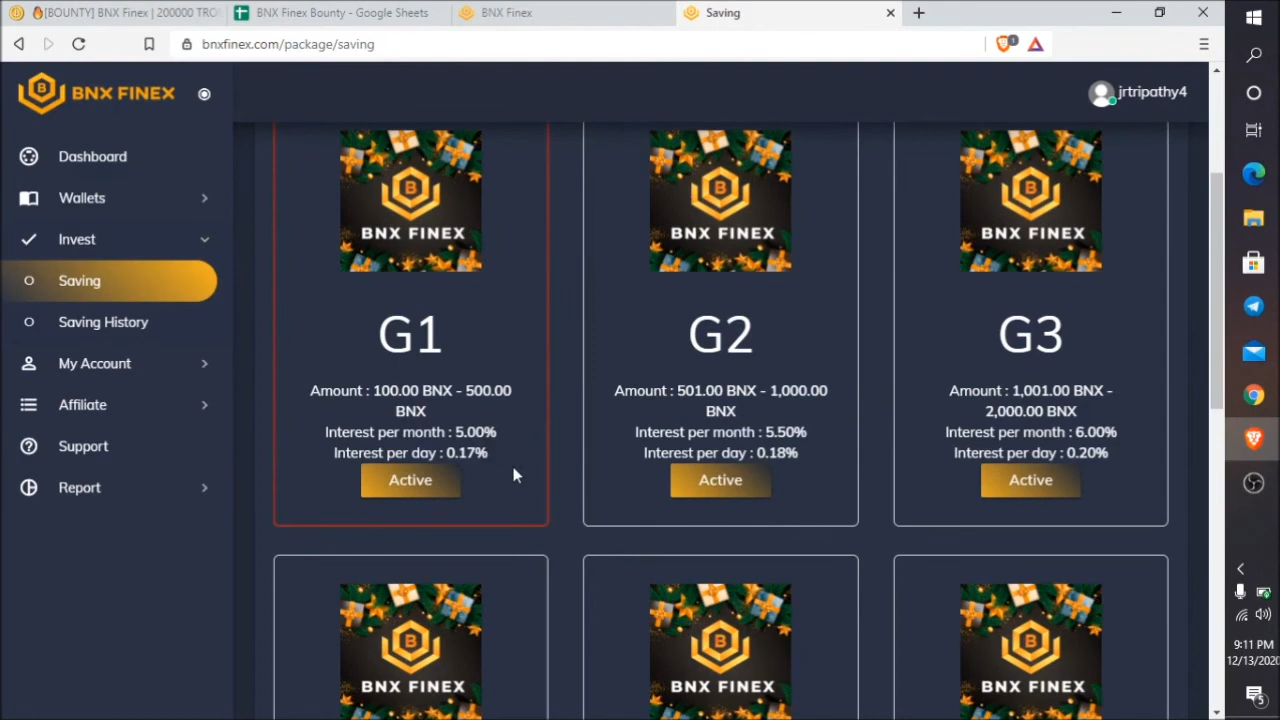 🔥[BOUNTY] BNX Finex | 200000 TRO
BNX Finex Bounty - Google Sheets
BNX Finex
Saving
bnxfinex.com/package/saving
1
BNX FINEX
jrtripathy4
Dashboard
Wallets
Invest
Saving
Saving History
My Account
Affiliate
Support
Report
B
BNX FINEX
G1
Amount : 100.00 BNX - 500.00
BNX
Interest per month : 5.00%
Interest per day : 0.17%
Active
B
BNX FINEX
G2
Amount : 501.00 BNX - 1,000.00
BNX
Interest per month : 5.50%
Interest per day : 0.18%
Active
B
BNX FINEX
G3
Amount : 1,001.00 BNX -
2,000.00 BNX
Interest per month : 6.00%
Interest per day : 0.20%
Active
B
BNX FINEX
B
BNX FINEX
B
BNX FINEX
9:11 PM
12/13/2020
5